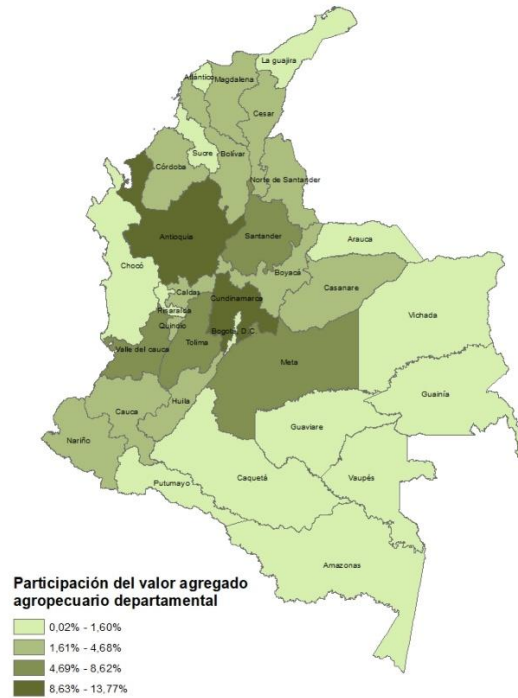 La guajira
Atlántico
Magdalena
Cesar
Sucre
Bolívar
Córdoba
Norte de Santander
Antioquia
Santander
Arauca
Chocó
Boyacá
Casanare
Caldas
Cundinamarca
Risaralda
Vichada
Quindío
Bogotá, D.C.
Tolima
Valle del cauca
Meta
Guainía
Huila
Cauca
Guaviare
Nariño
Caquetá
Vaupés
Putumayo
Amazonas
Participación del valor agregado
agropecuario departamental
0,02% - 1,60%
1,61% - 4,68%
4,69% - 8,62%
8,63% - 13,77%